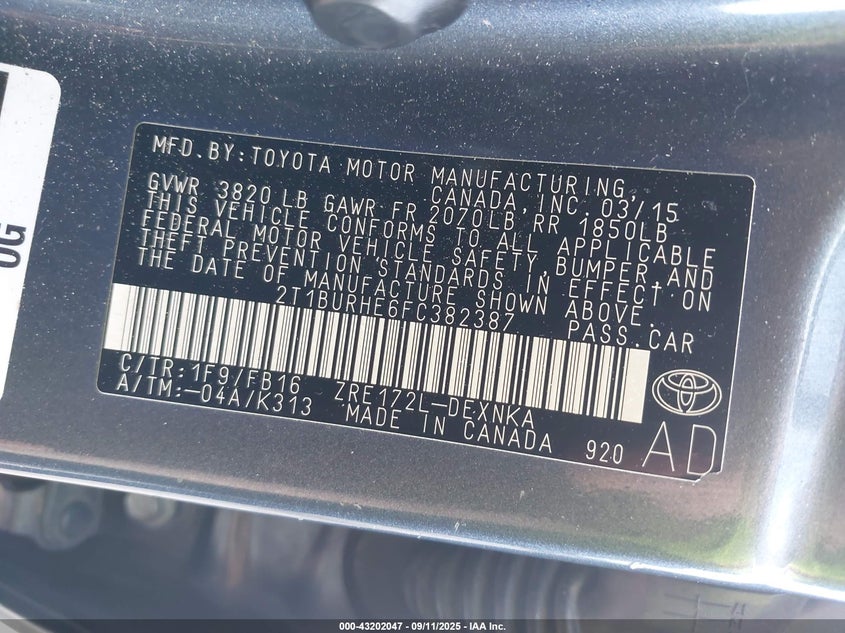 MFD. BY: TOYOTA MOTOR MANUFACTURING,
CANADA, INC. 03/15
GVWR 3820 LB GAWR FR 2070LB RR 1850LB
THIS VEHICLE CONFORMS TO ALL APPLICABLE
FEDERAL MOTOR VEHICLE SAFETY, BUMPER, AND
THEFT PREVENTION STANDARDS IN EFFECT ON
THE DATE OF MANUFACTURE SHOWN ABOVE.
2T1BURHE6FC382387 PASS. CAR
C/TR: 1F9/FB16 ZRE172L-DEXNKA
A/TM: -04A/K313 MADE IN CANADA 920 AD
OG
000-43202047 - 09/11/2025 - IAA Inc.